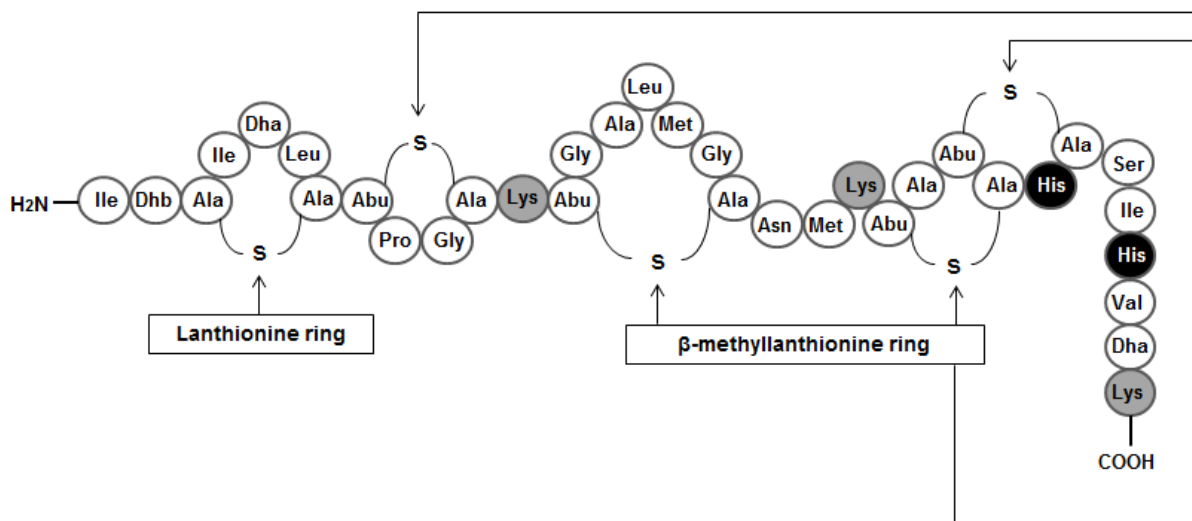 H2N Ile Dhb Ala Ile Dha Leu Ala Abu Pro Gly Ala Lys Abu Gly Ala Leu Met Gly Ala Asn Met Lys Abu Ala Abu Ala His Ala Ser Ile His Val Dha Lys COOH
S S S S S
Lanthionine ring
β-methyllanthionine ring